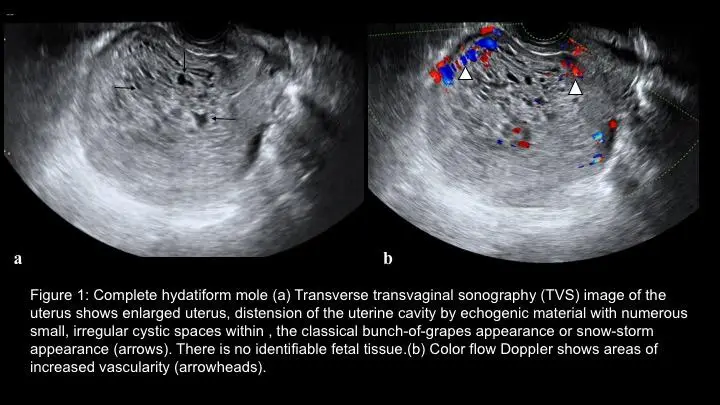 a
b
Figure 1: Complete hydatiform mole (a) Transverse transvaginal sonography (TVS) image of the
uterus shows enlarged uterus, distension of the uterine cavity by echogenic material with numerous
small, irregular cystic spaces within , the classical bunch-of-grapes appearance or snow-storm
appearance (arrows). There is no identifiable fetal tissue.(b) Color flow Doppler shows areas of
increased vascularity (arrowheads).